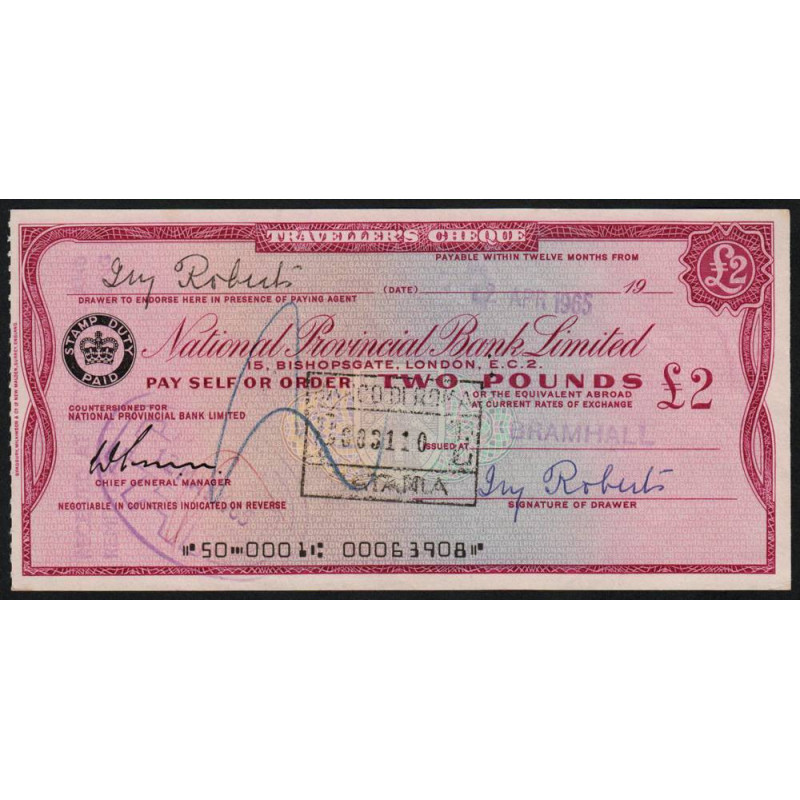 TRAVELLER'S CHEQUE
PAYABLE WITHIN TWELVE MONTHS FROM
£2
Ivy Roberts
(DATE) 12 APR 1965 19
DRAWER TO ENDORSE HERE IN PRESENCE OF PAYING AGENT
STAMP DUTY PAID
National Provincial Bank Limited
15, BISHOPSGATE, LONDON, E.C.2.
PAY SELF OR ORDER TWO POUNDS £2
OR THE EQUIVALENT ABROAD
AT CURRENT RATES OF EXCHANGE
COUNTERSIGNED FOR
NATIONAL PROVINCIAL BANK LIMITED
BANCO DI ROMA
ISSUED AT BRAMHALL
CHIEF GENERAL MANAGER
Ivy Roberts
SIGNATURE OF DRAWER
NEGOTIABLE IN COUNTRIES INDICATED ON REVERSE
⑈50⑉0001⑆ 00063908⑈